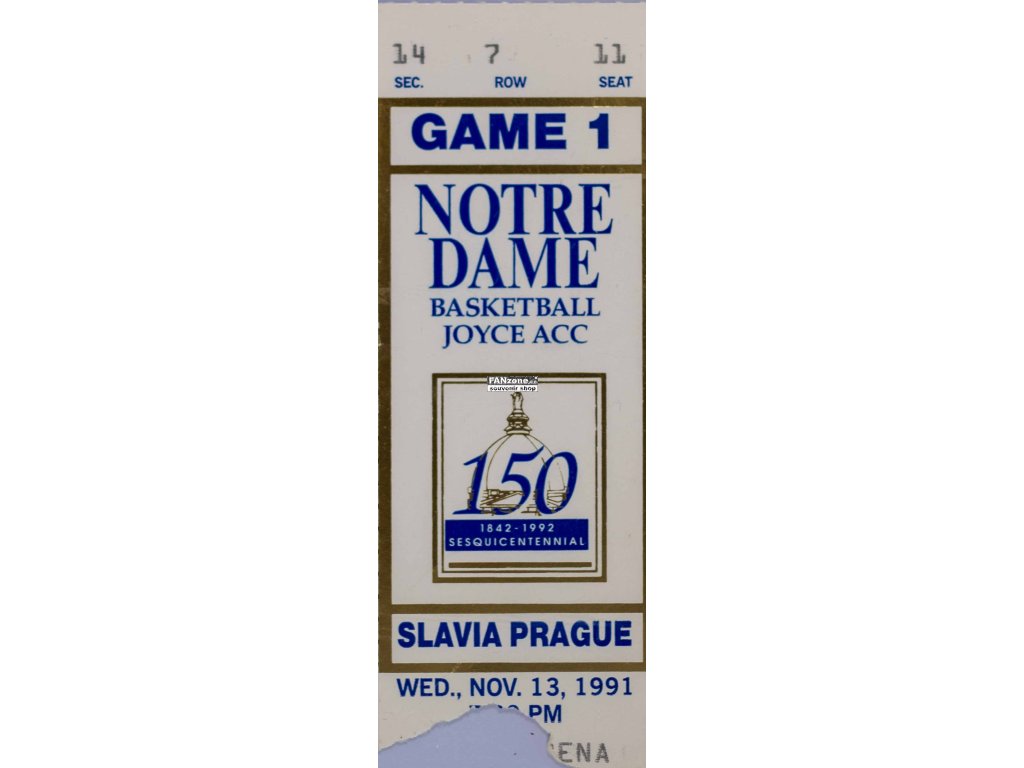 14 7 11
SEC. ROW SEAT
GAME 1
NOTRE
DAME
BASKETBALL
JOYCE ACC
FANzone.cz
souvenir shop
150
1842-1992
SESQUICENTENNIAL
SLAVIA PRAGUE
WED., NOV. 13, 1991
PM